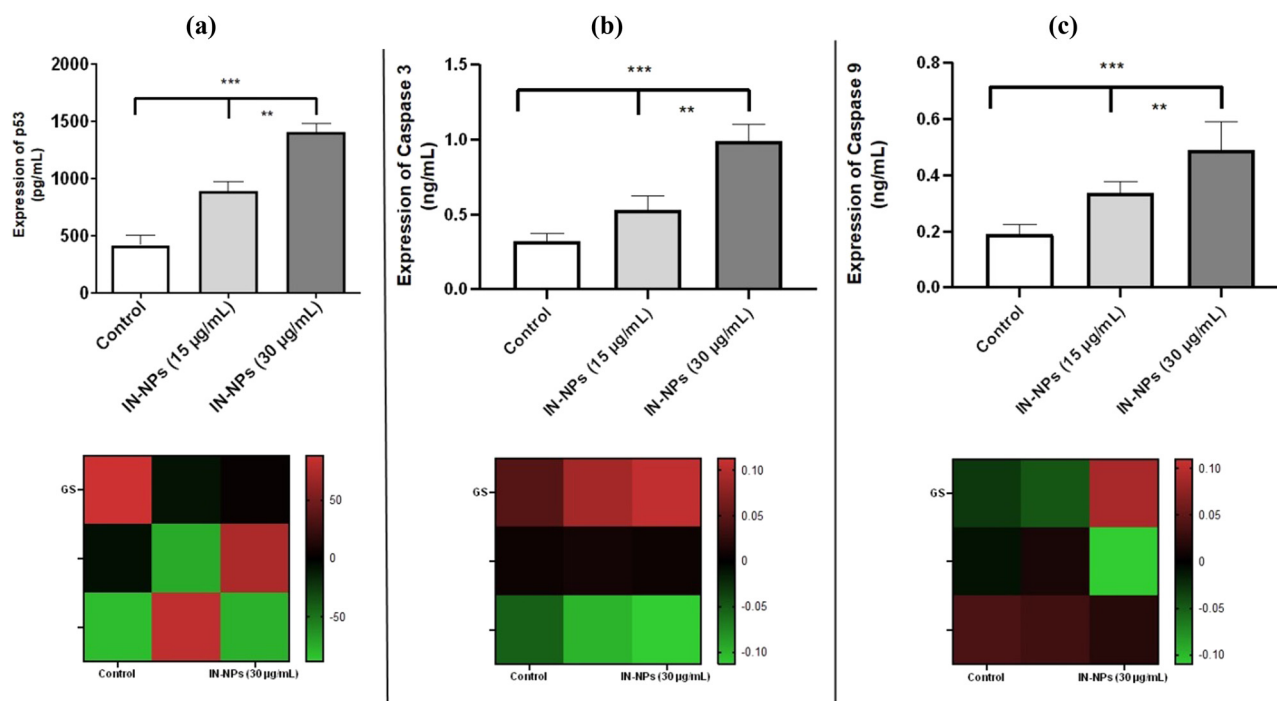 (a)
Expression of p53
(pg/mL)
2000
1500
1000
500
0
***
**
Control
IN-NPs (15 µg/mL)
IN-NPs (30 µg/mL)
GS
Control
IN-NPs (30 µg/mL)
50
0
-50
(b)
Expression of Caspase 3
(ng/mL)
1.5
1.0
0.5
0.0
***
**
Control
IN-NPs (15 µg/mL)
IN-NPs (30 µg/mL)
GS
Control
IN-NPs (30 µg/mL)
0.10
0.05
0
-0.05
-0.10
(c)
Expression of Caspase 9
(ng/mL)
0.8
0.6
0.4
0.2
0.0
***
**
Control
IN-NPs (15 µg/mL)
IN-NPs (30 µg/mL)
GS
Control
IN-NPs (30 µg/mL)
0.10
0.05
0
-0.05
-0.10